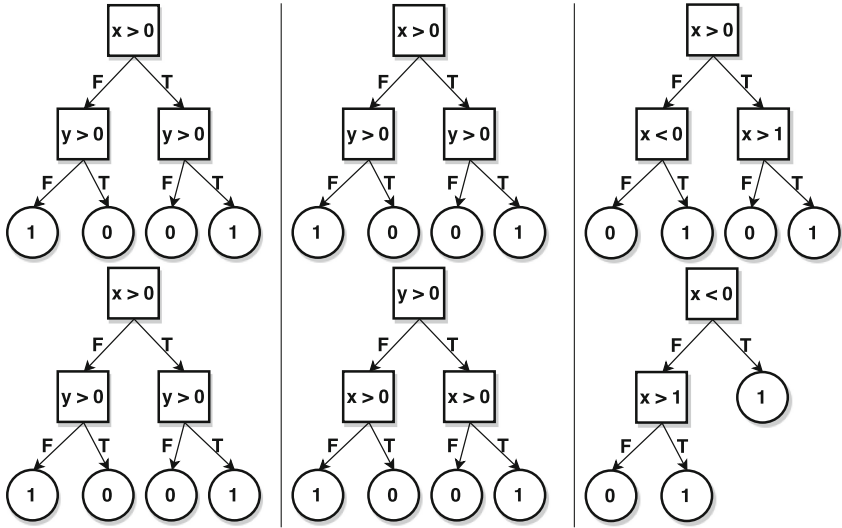 x > 0 x > 0 x > 0
F T F T F T
y > 0 y > 0 y > 0 y > 0 x < 0 x > 1
F T F T F T F T F T F T
1 0 0 1 1 0 0 1 0 1 0 1
x > 0 y > 0 x < 0
F T F T F T
y > 0 y > 0 x > 0 x > 0 x > 1 1
F T F T F T F T F T
1 0 0 1 1 0 0 1 0 1